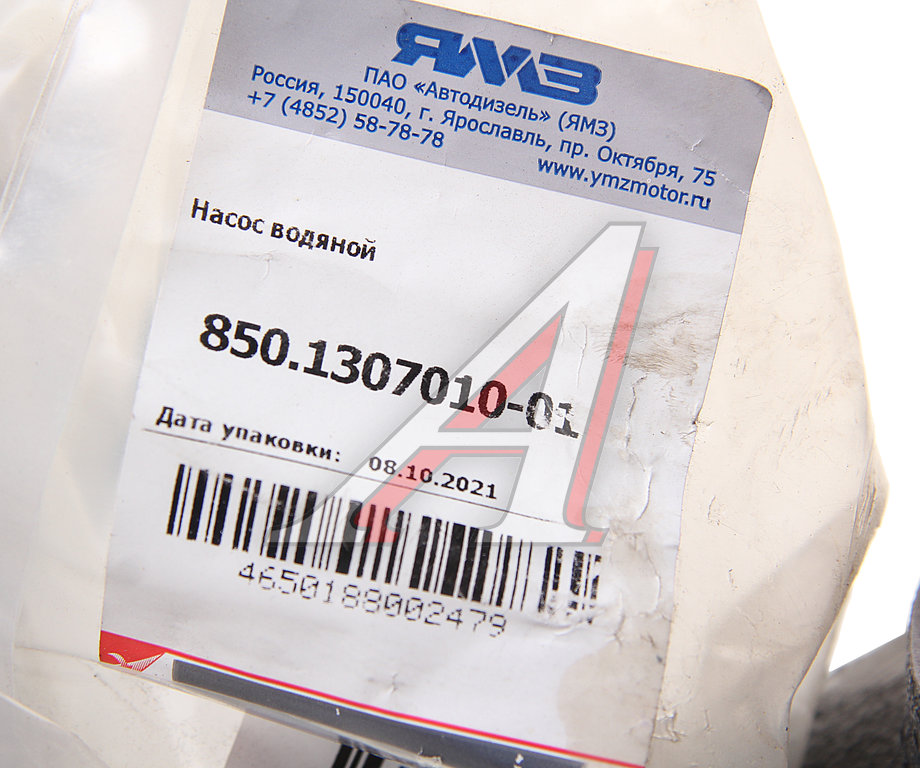 ЯМЗ
ПАО «Автодизель» (ЯМЗ)
Россия, 150040, г. Ярославль, пр. Октября, 75
+7 (4852) 58-78-78
www.ymzmotor.ru
Насос водяной
850.1307010-01
Дата упаковки: 08.10.2021
4650188002479